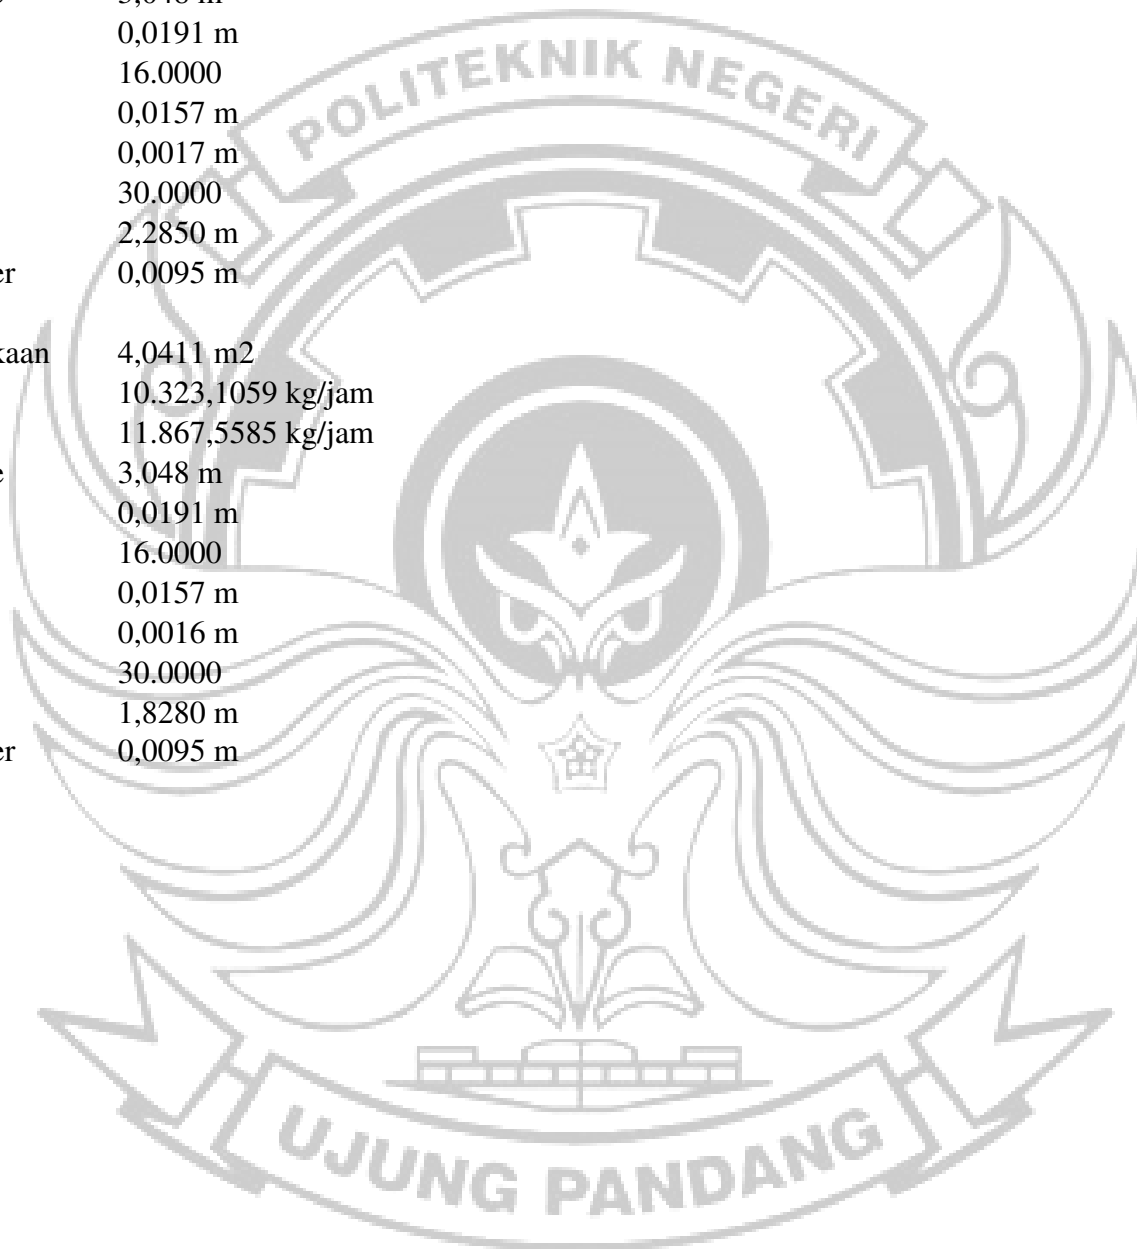 0,0191 m
16.0000
0,0157 m
0,0017 m
30.0000
2,2850 m
er 0,0095 m
kaan 4,0411 m2
10.323,1059 kg/jam
11.867,5585 kg/jam
e 3,048 m
0,0191 m
16.0000
0,0157 m
0,0016 m
30.0000
1,8280 m
er 0,0095 m
POLITEKNIK NEGERI
UJUNG PANDANG